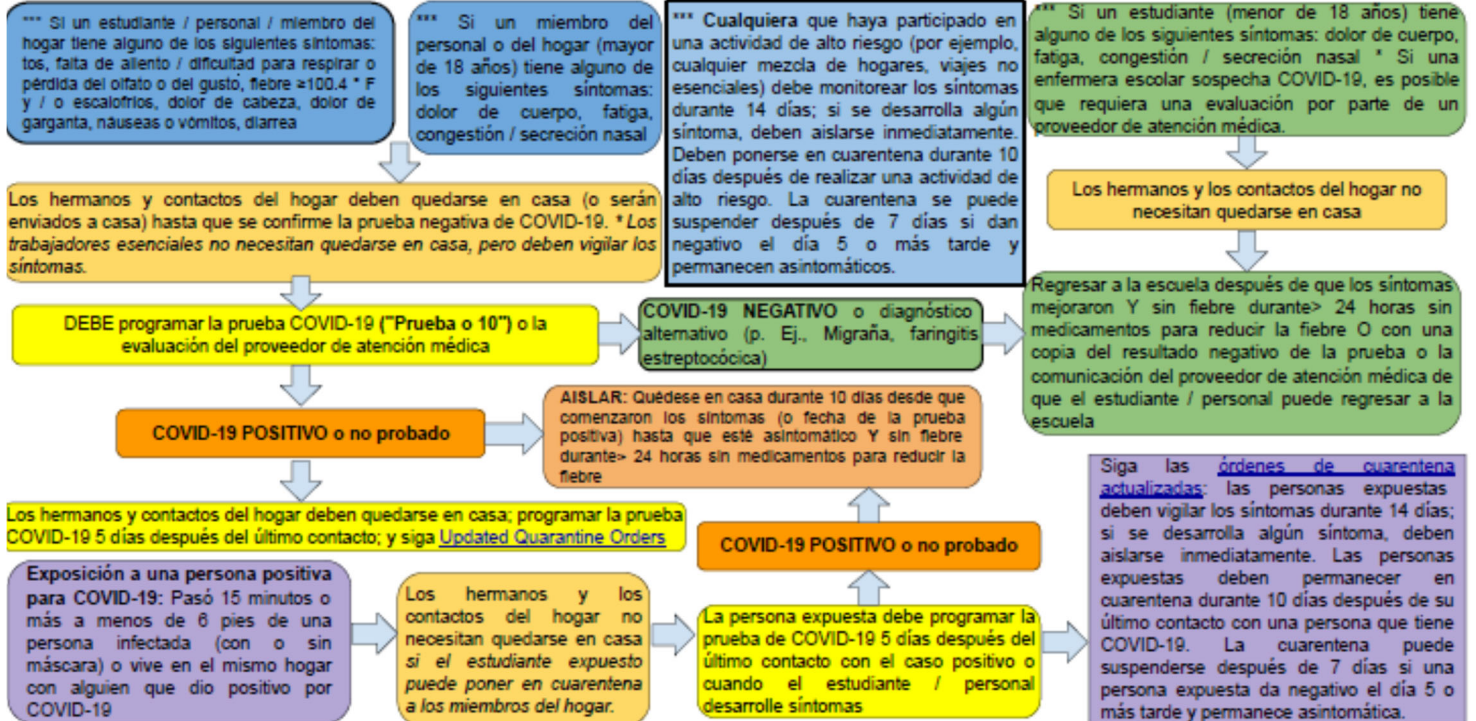 *** Si un estudiante / personal / miembro del
hogar tiene alguno de los siguientes síntomas:
tos, falta de aliento / dificultad para respirar o
pérdida del olfato o del gusto, fiebre ≥100.4 * F
y / o escalofríos, dolor de cabeza, dolor de
garganta, náuseas o vómitos, diarrea
*** Si un miembro del
personal o del hogar (mayor
de 18 años) tiene alguno de
los siguientes síntomas:
dolor de cuerpo, fatiga,
congestión / secreción nasal
*** Cualquiera que haya participado en
una actividad de alto riesgo (por ejemplo,
cualquier mezcla de hogares, viajes no
esenciales) debe monitorear los síntomas
durante 14 días; si se desarrolla algún
síntoma, deben aislarse inmediatamente.
Deben ponerse en cuarentena durante 10
días después de realizar una actividad de
alto riesgo. La cuarentena se puede
suspender después de 7 días si dan
negativo el día 5 o más tarde y
permanecen asintomáticos.
*** Si un estudiante (menor de 18 años) tiene
alguno de los siguientes síntomas: dolor de cuerpo,
fatiga, congestión / secreción nasal * Si una
enfermera escolar sospecha COVID-19, es posible
que requiera una evaluación por parte de un
proveedor de atención médica.
Los hermanos y contactos del hogar deben quedarse en casa (o serán
enviados a casa) hasta que se confirme la prueba negativa de COVID-19. * Los
trabajadores esenciales no necesitan quedarse en casa, pero deben vigilar los
síntomas.
Los hermanos y los contactos del hogar no
necesitan quedarse en casa
DEBE programar la prueba COVID-19 ("Prueba o 10") o la
evaluación del proveedor de atención médica
COVID-19 NEGATIVO o diagnóstico
alternativo (p. Ej., Migraña, faringitis
estreptocócica)
Regresar a la escuela después de que los síntomas
mejoraron Y sin fiebre durante> 24 horas sin
medicamentos para reducir la fiebre O con una
copia del resultado negativo de la prueba o la
comunicación del proveedor de atención médica de
que el estudiante / personal puede regresar a la
escuela
COVID-19 POSITIVO o no probado
AISLAR: Quédese en casa durante 10 días desde que
comenzaron los síntomas (o fecha de la prueba
positiva) hasta que esté asintomático Y sin fiebre
durante> 24 horas sin medicamentos para reducir la
fiebre
Los hermanos y contactos del hogar deben quedarse en casa; programar la prueba
COVID-19 5 días después del último contacto; y siga Updated Quarantine Orders
COVID-19 POSITIVO o no probado
Exposición a una persona positiva
para COVID-19: Pasó 15 minutos o
más a menos de 6 pies de una
persona infectada (con o sin
máscara) o vive en el mismo hogar
con alguien que dio positivo por
COVID-19
Los hermanos y los
contactos del hogar no
necesitan quedarse en casa
si el estudiante expuesto
puede poner en cuarentena
a los miembros del hogar.
La persona expuesta debe programar la
prueba de COVID-19 5 días después del
último contacto con el caso positivo o
cuando el estudiante / personal
desarrolle síntomas
Siga las órdenes de cuarentena
actualizadas: las personas expuestas
deben vigilar los síntomas durante 14 días;
si se desarrolla algún síntoma, deben
aislarse inmediatamente. Las personas
expuestas deben permanecer en
cuarentena durante 10 días después de su
último contacto con una persona que tiene
COVID-19. La cuarentena puede
suspenderse después de 7 días si una
persona expuesta da negativo el día 5 o
más tarde y permanece asintomática.